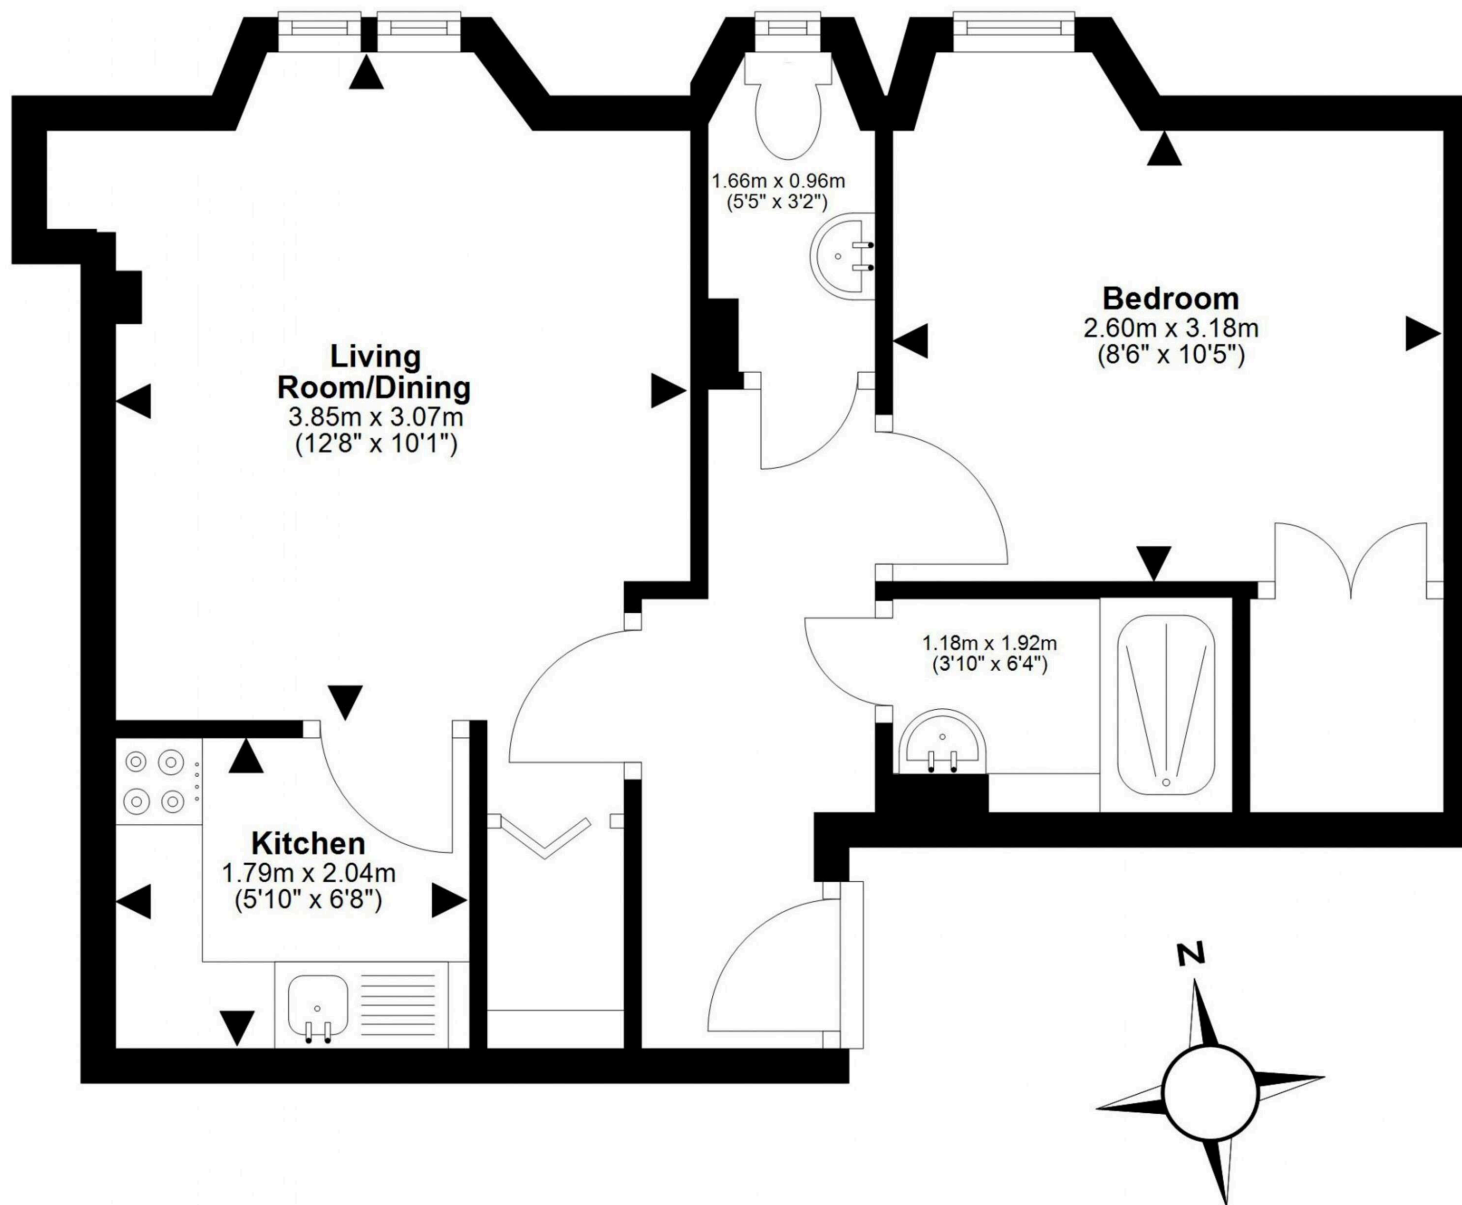 1.66m x 0.96m
(5'5" x 3'2")
Bedroom
2.60m x 3.18m
(8'6" x 10'5")
Living
Room/Dining
3.85m x 3.07m
(12'8" x 10'1")
1.18m x 1.92m
(3'10" x 6'4")
Kitchen
1.79m x 2.04m
(5'10" x 6'8")
N